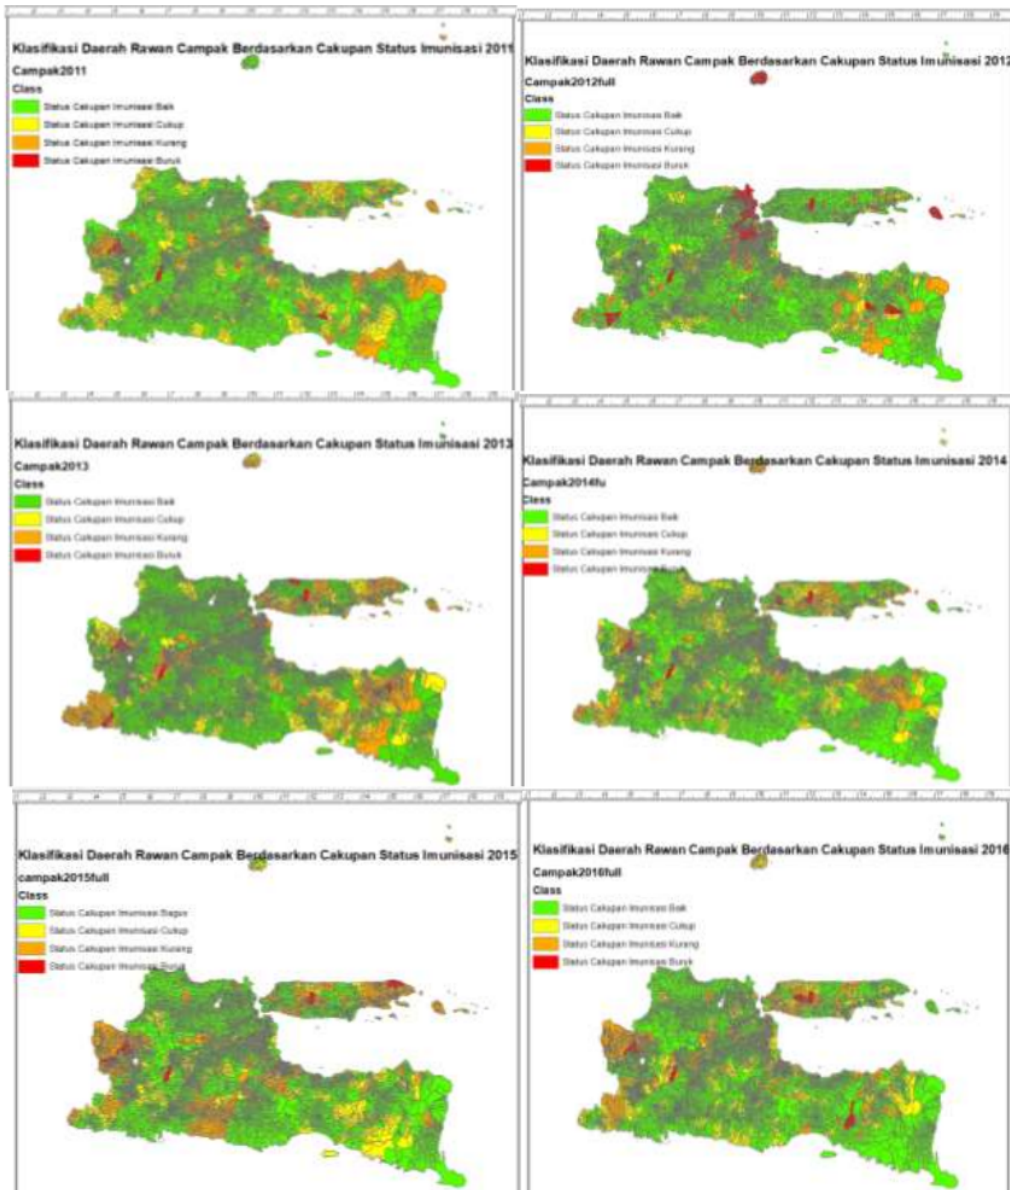 Klasifikasi Daerah Rawan Campak Berdasarkan Cakupan Status Imunisasi 2011
Campak2011
Class
Status Cakupan Imunisasi Baik
Status Cakupan Imunisasi Cukup
Status Cakupan Imunisasi Kurang
Status Cakupan Imunisasi Buruk
Klasifikasi Daerah Rawan Campak Berdasarkan Cakupan Status Imunisasi 2012
Campak2012full
Class
Status Cakupan Imunisasi Baik
Status Cakupan Imunisasi Cukup
Status Cakupan Imunisasi Kurang
Status Cakupan Imunisasi Buruk
Klasifikasi Daerah Rawan Campak Berdasarkan Cakupan Status Imunisasi 2013
Campak2013
Class
Status Cakupan Imunisasi Baik
Status Cakupan Imunisasi Cukup
Status Cakupan Imunisasi Kurang
Status Cakupan Imunisasi Buruk
Klasifikasi Daerah Rawan Campak Berdasarkan Cakupan Status Imunisasi 2014
Campak2014fu
Class
Status Cakupan Imunisasi Baik
Status Cakupan Imunisasi Cukup
Status Cakupan Imunisasi Kurang
Status Cakupan Imunisasi Buruk
Klasifikasi Daerah Rawan Campak Berdasarkan Cakupan Status Imunisasi 2015
campak2015full
Class
Status Cakupan Imunisasi Bagus
Status Cakupan Imunisasi Cukup
Status Cakupan Imunisasi Kurang
Status Cakupan Imunisasi Buruk
Klasifikasi Daerah Rawan Campak Berdasarkan Cakupan Status Imunisasi 2016
Campak2016full
Class
Status Cakupan Imunisasi Baik
Status Cakupan Imunisasi Cukup
Status Cakupan Imunisasi Kurang
Status Cakupan Imunisasi Buruk